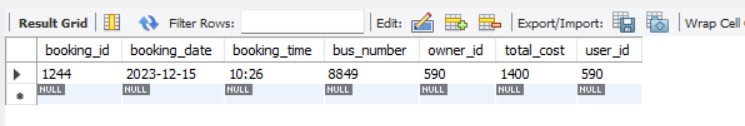 Result Grid Filter Rows: Edit: Export/Import: Wrap Cell
booking_id booking_date booking_time bus_number owner_id total_cost user_id
1244 2023-12-15 10:26 8849 590 1400 590
NULL NULL NULL NULL NULL NULL NULL